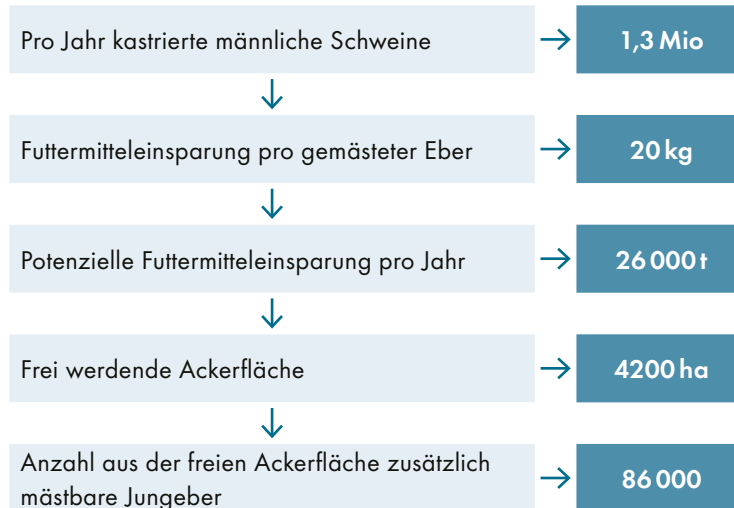 Pro Jahr kastrierte männliche Schweine → 1,3 Mio
Futtermitteleinsparung pro gemästeter Eber → 20 kg
Potenzielle Futtermitteleinsparung pro Jahr → 26 000 t
Frei werdende Ackerfläche → 4200 ha
Anzahl aus der freien Ackerfläche zusätzlich
mästbare Jungeber → 86 000